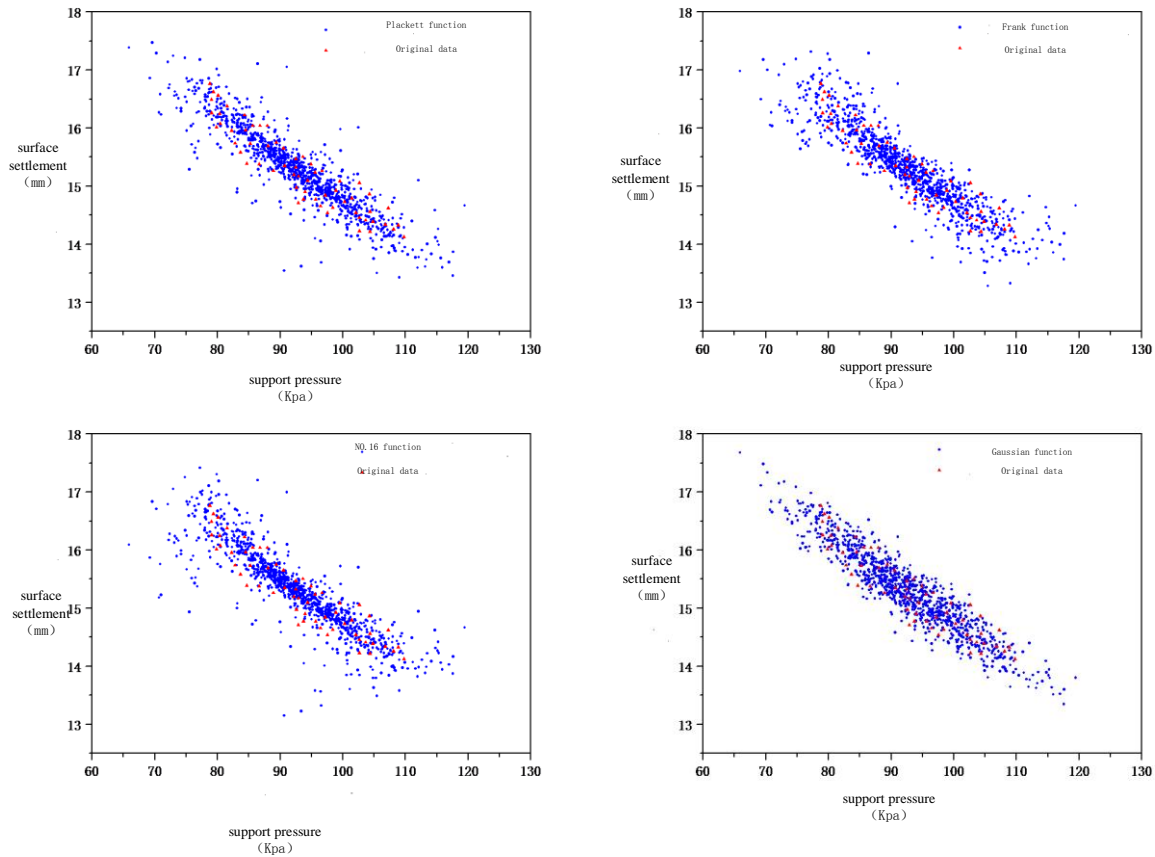 18
17
16
15
14
13
surface
settlement
（mm）
Plackett function
Original data
60 70 80 90 100 110 120 130
support pressure
（Kpa）
18
17
16
15
14
13
surface
settlement
（mm）
Frank function
Original data
60 70 80 90 100 110 120 130
support pressure
（Kpa）
18
17
16
15
14
13
surface
settlement
（mm）
NO.16 function
Original data
60 70 80 90 100 110 120 130
support pressure
（Kpa）
18
17
16
15
14
13
surface
settlement
（mm）
Gaussian function
Original data
60 70 80 90 100 110 120 130
support pressure
（Kpa）